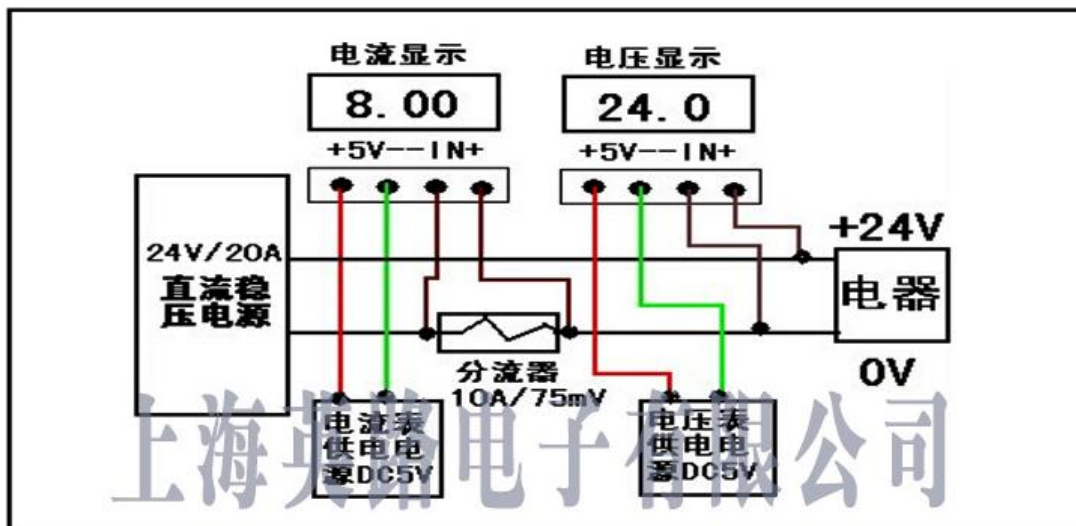 电流显示
8.00
+5V--IN+
电压显示
24.0
+5V--IN+
24V/20A
直流稳
压电源
+24V
电器
0V
分流器
10A/75mV
电流表
供电电
源DC5V
电压表
供电电
源DC5V
上海英路电子有限公司